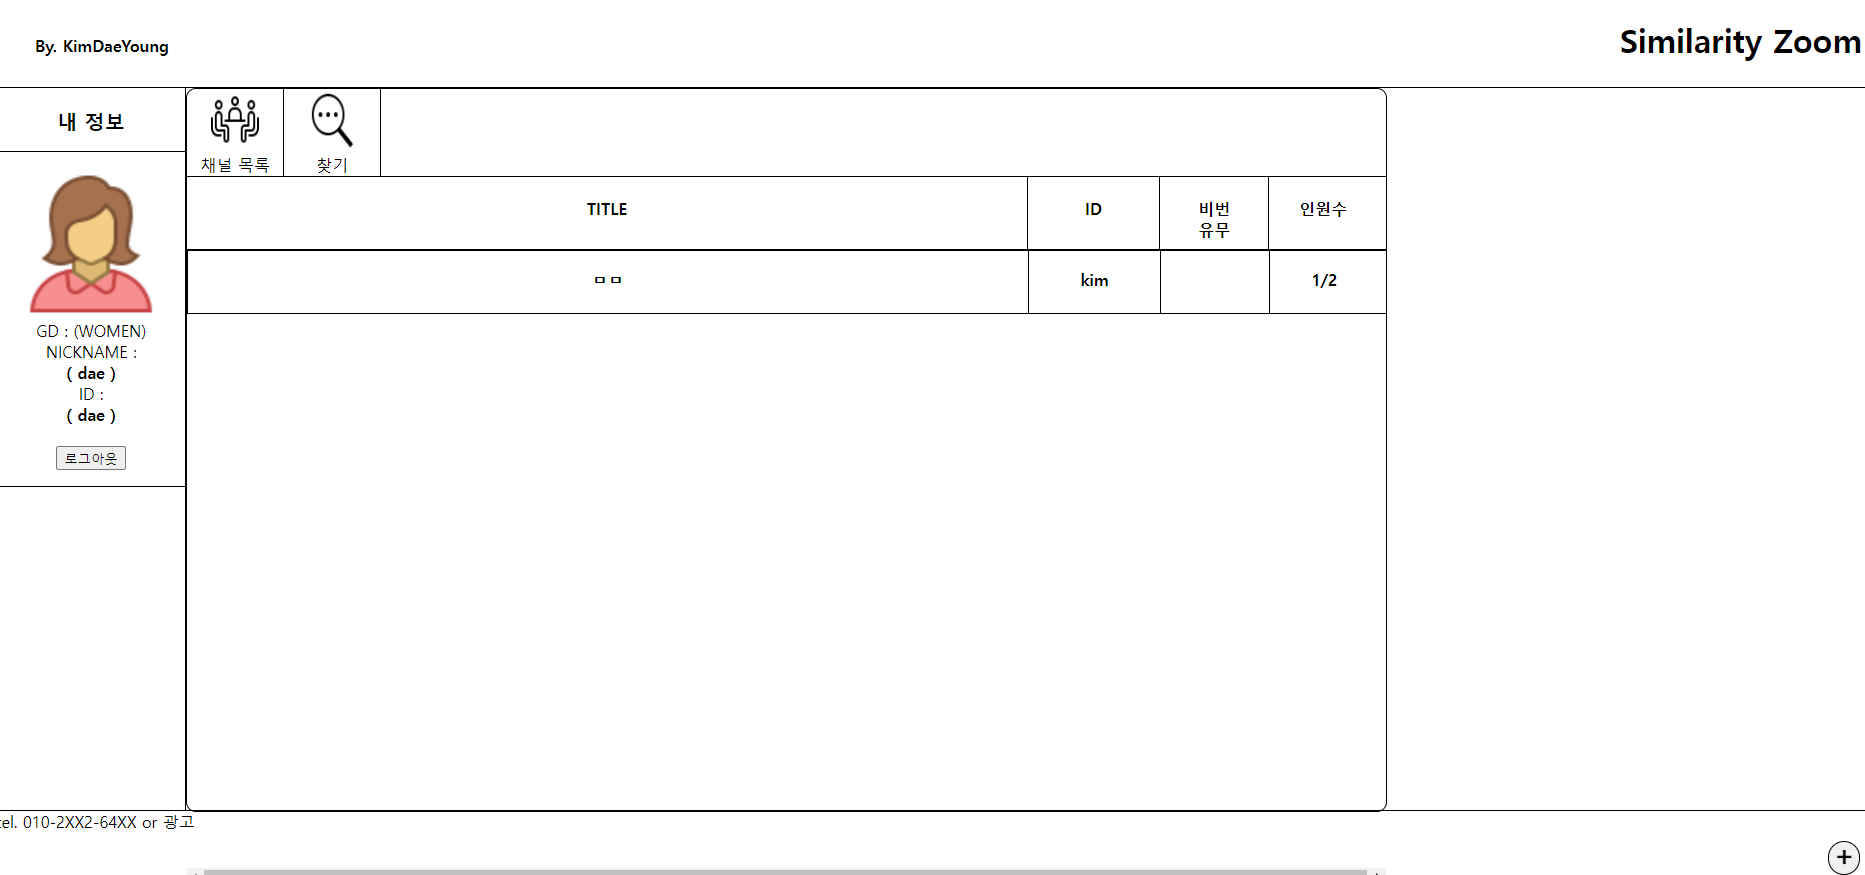 By. KimDaeYoung
Similarity Zoom
내 정보
GD : (WOMEN)
NICKNAME :
( dae )
ID :
( dae )
로그아웃
채널 목록
찾기
TITLE
ID
비번
유무
인원수
ㅁㅁ
kim
1/2
tel. 010-2XX2-64XX or 광고
+